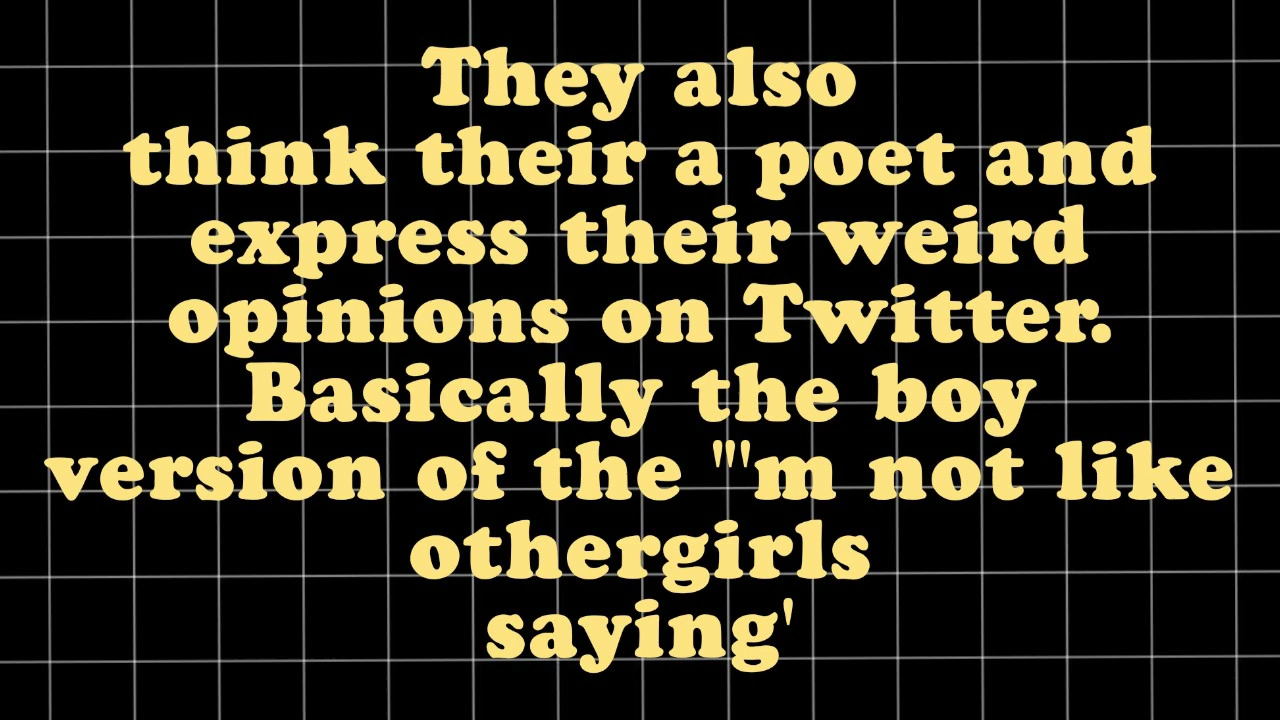 They also
think their a poet and
express their weird
opinions on Twitter.
Basically the boy
version of the "'m not like
othergirls
saying'